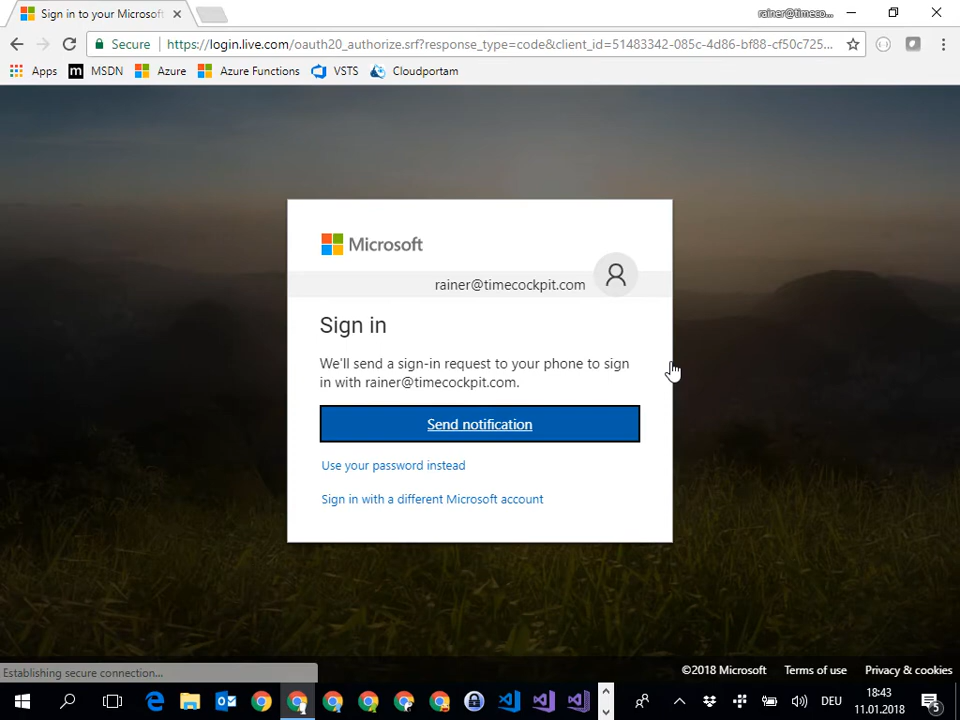 Sign in to your Microsoft
rainer@timeco...
Secure
https://login.live.com/oauth20_authorize.srf?response_type=code&client_id=51483342-085c-4d86-bf88-cf50c725...
Apps
MSDN
Azure
Azure Functions
VSTS
Cloudportam
Microsoft
rainer@timecockpit.com
Sign in
We'll send a sign-in request to your phone to sign
in with rainer@timecockpit.com.
Send notification
Use your password instead
Sign in with a different Microsoft account
©2018 Microsoft
Terms of use
Privacy & cookies
Establishing secure connection...
DEU
18:43
11.01.2018
5